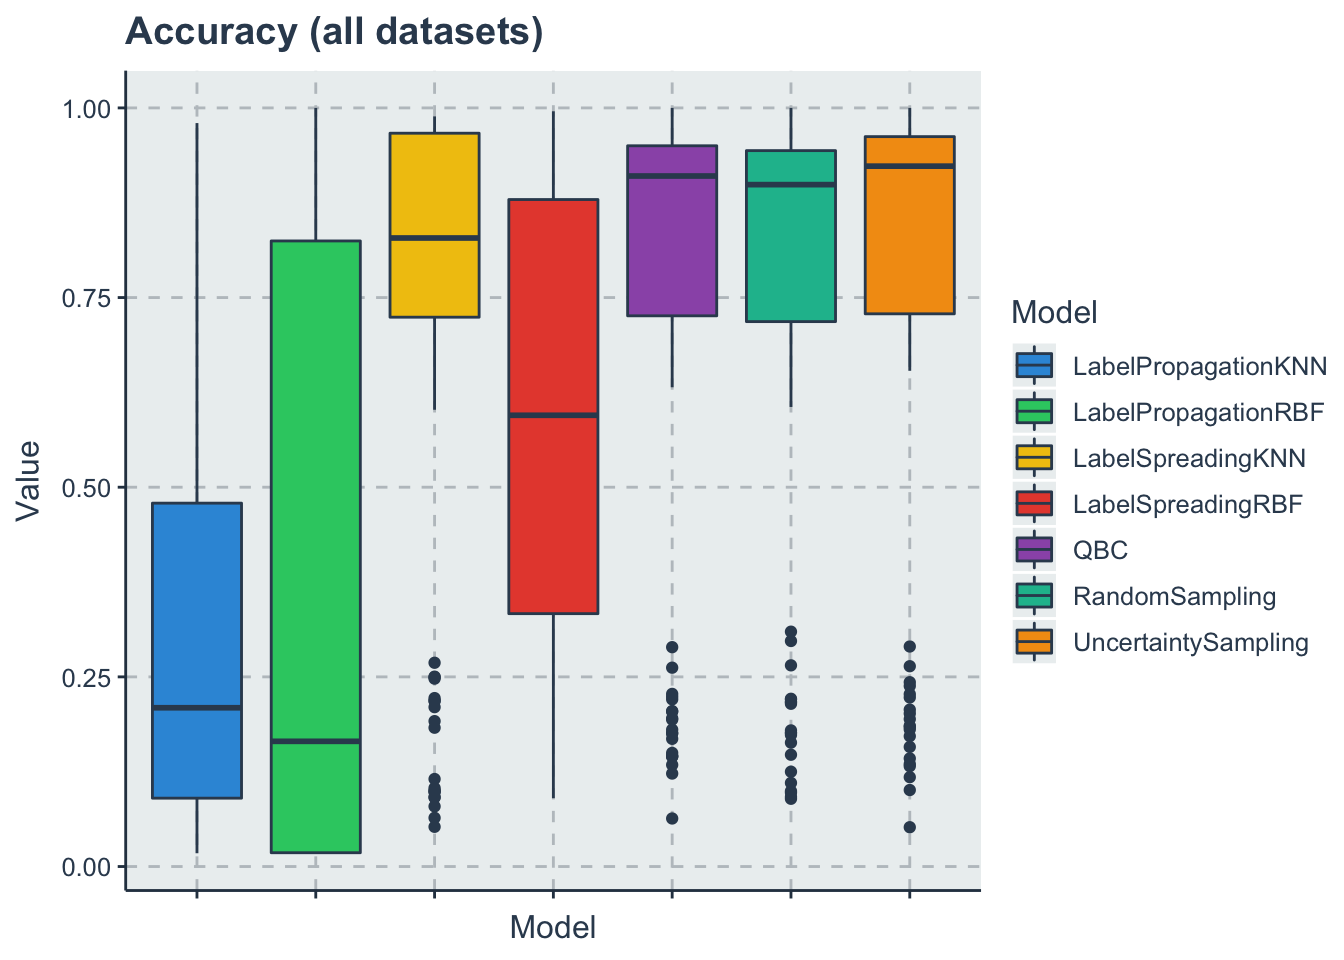 Accuracy (all datasets)
1.00
0.75
0.50
0.25
0.00
Value
Model
Model
LabelPropagationKNN
LabelPropagationRBF
LabelSpreadingKNN
LabelSpreadingRBF
QBC
RandomSampling
UncertaintySampling